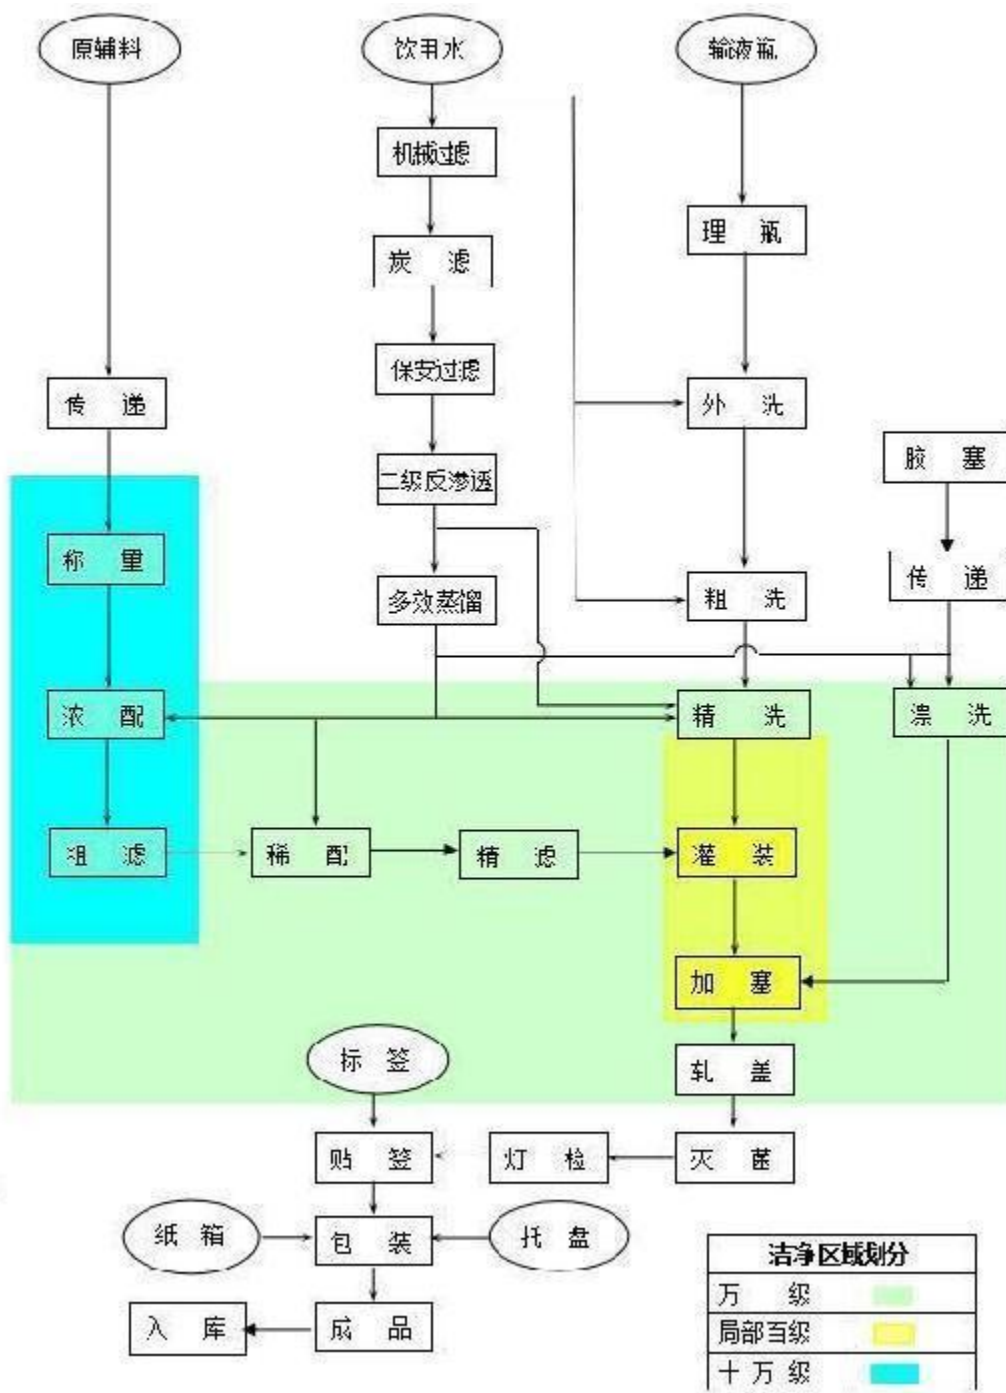 原辅料
饮用水
输液瓶
机械过滤
理 瓶
炭 滤
保安过滤
传 递
外 洗
胶 塞
二级反渗透
称 量
多效蒸馏
粗 洗
传 递
浓 配
精 洗
漂 洗
粗 滤
稀 配
精 滤
灌 装
加 塞
标 签
轧 盖
贴 签
灯 检
灭 菌
纸 箱
包 装
托 盘
洁净区域划分
万 级
局部百级
十万级
入 库
成 品